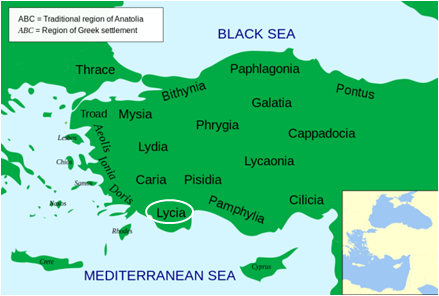 ABC = Traditional region of Anatolia
ABC = Region of Greek settlement
BLACK SEA
Thrace
Paphlagonia
Bithynia
Pontus
Galatia
Troad
Mysia
Phrygia
Cappadocia
Aeolis
Lesbos
Lydia
Chios
Ionia
Lycaonia
Caria
Pisidia
Samos
Doris
Naxos
Lycia
Pamphylia
Cilicia
Rhodes
Crete
Cyprus
MEDITERRANEAN SEA